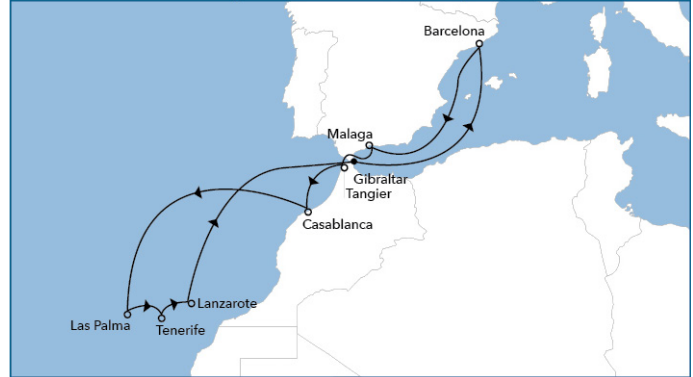 Barcelona
Malaga
Gibraltar
Tangier
Casablanca
Lanzarote
Las Palma
Tenerife